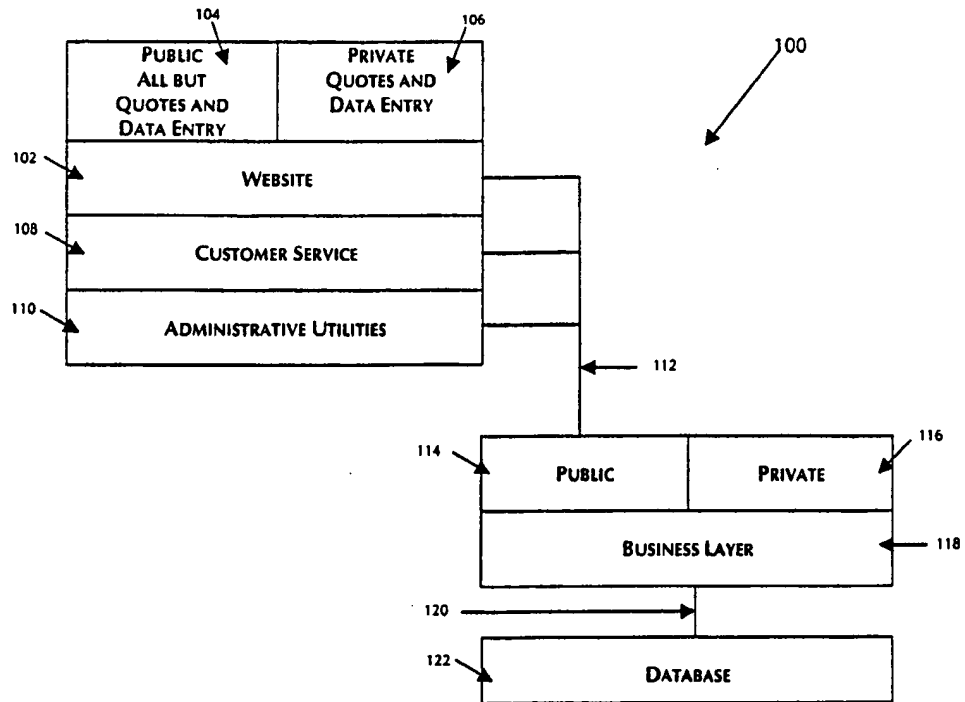 104
106
100
PUBLIC
ALL BUT
QUOTES AND
DATA ENTRY
PRIVATE
QUOTES AND
DATA ENTRY
102
WEBSITE
108
CUSTOMER SERVICE
110
ADMINISTRATIVE UTILITIES
112
114
PUBLIC
PRIVATE
116
BUSINESS LAYER
118
120
122
DATABASE